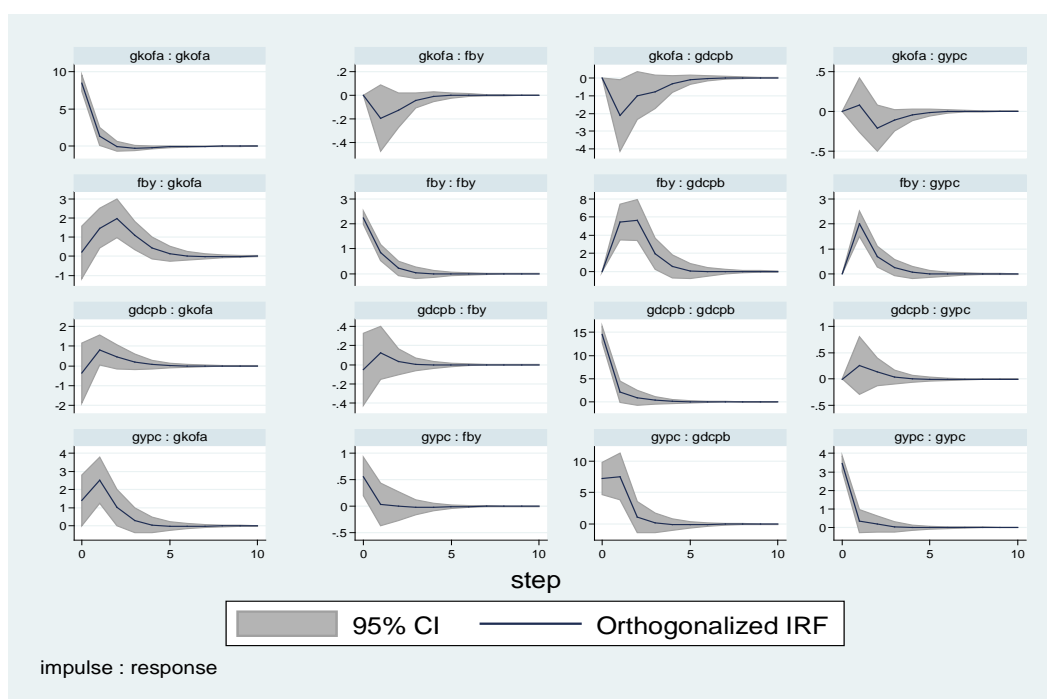 gkofa : gkofa
gkofa : fby
gkofa : gdcpb
gkofa : gypc
10
5
0
.2
0
-.2
-.4
0
-1
-2
-3
-4
.5
0
-.5
fby : gkofa
fby : fby
fby : gdcpb
fby : gypc
3
2
1
0
-1
3
2
1
0
8
6
4
2
0
3
2
1
0
gdcpb : gkofa
gdcpb : fby
gdcpb : gdcpb
gdcpb : gypc
2
1
0
-1
-2
.4
.2
0
-.2
-.4
15
10
5
0
1
.5
0
-.5
gypc : gkofa
gypc : fby
gypc : gdcpb
gypc : gypc
4
3
2
1
0
1
.5
0
-.5
10
5
0
4
3
2
1
0
0 5 10
0 5 10
0 5 10
0 5 10
step
95% CI
Orthogonalized IRF
impulse : response